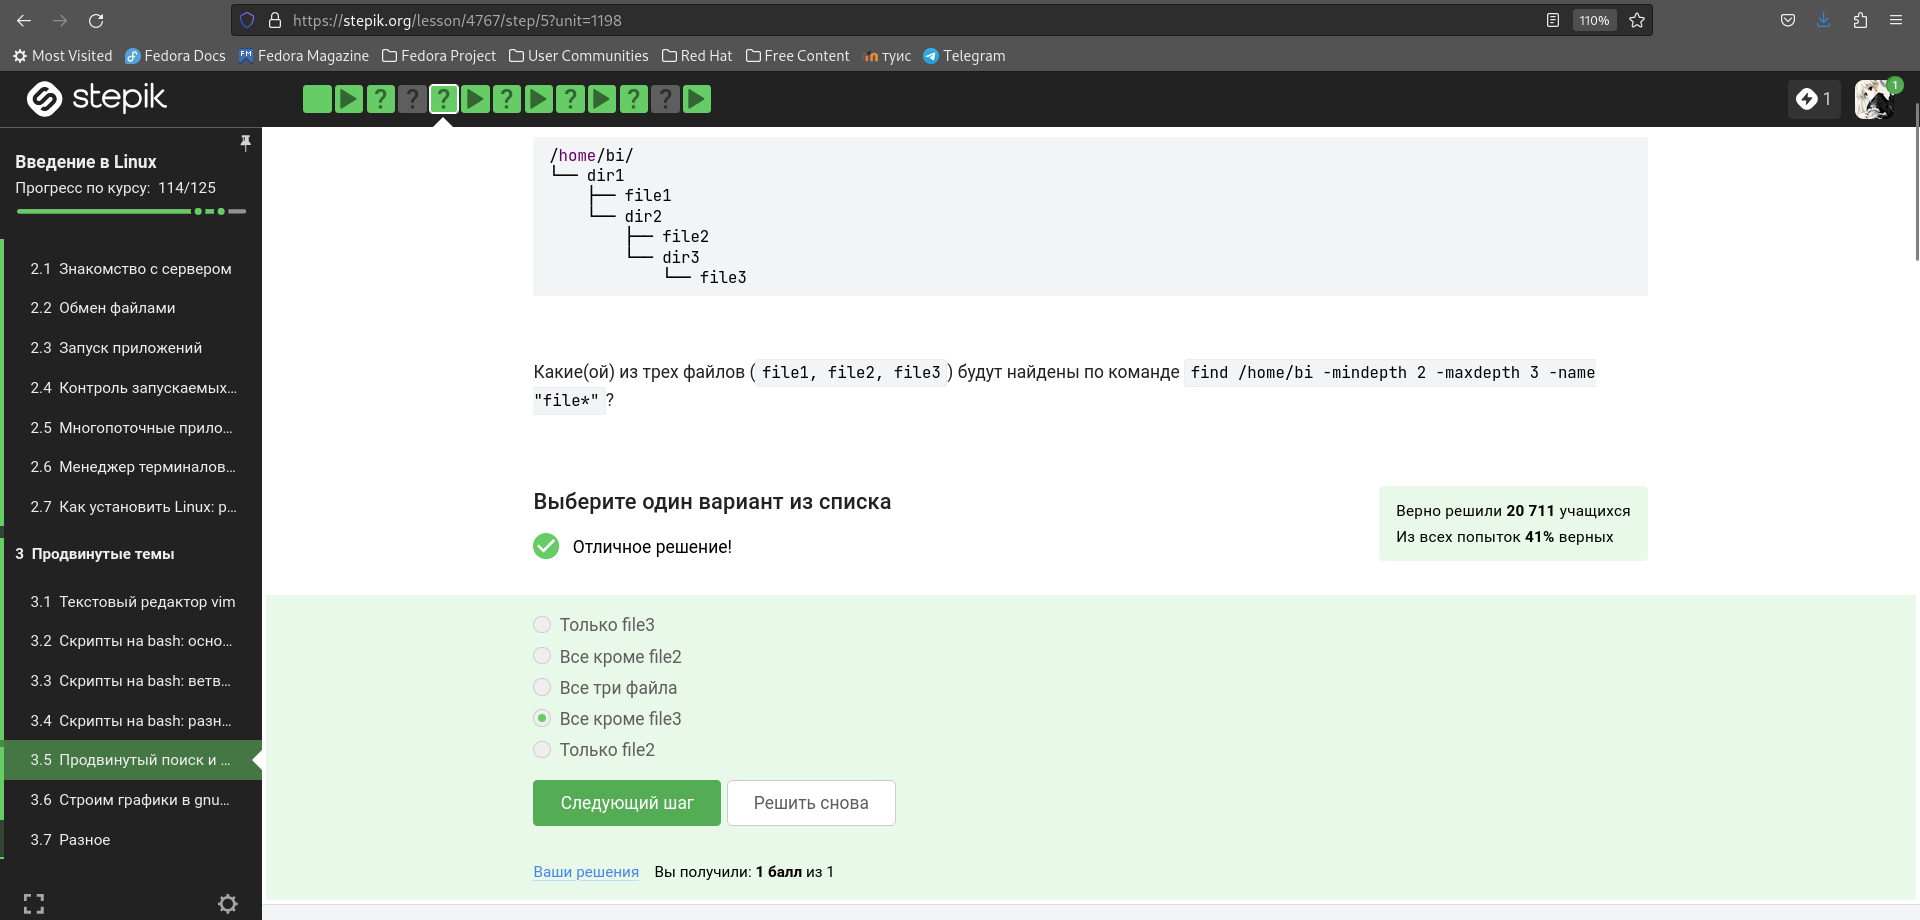 https://stepik.org/lesson/4767/step/5?unit=1198
110%
Most Visited
Fedora Docs
Fedora Magazine
Fedora Project
User Communities
Red Hat
Free Content
туис
Telegram
stepik
? ? ? ? ? ? ?
1
1
Введение в Linux
Прогресс по курсу: 114/125
2.1 Знакомство с сервером
2.2 Обмен файлами
2.3 Запуск приложений
2.4 Контроль запускаемых...
2.5 Многопоточные прило...
2.6 Менеджер терминалов...
2.7 Как установить Linux: р...
3 Продвинутые темы
3.1 Текстовый редактор vim
3.2 Скрипты на bash: осно...
3.3 Скрипты на bash: ветв...
3.4 Скрипты на bash: разн...
3.5 Продвинутый поиск и ...
3.6 Строим графики в gnu...
3.7 Разное
/home/bi/
└── dir1
    ├── file1
    └── dir2
        ├── file2
        └── dir3
            └── file3
Какие(ой) из трех файлов ( file1, file2, file3 ) будут найдены по команде find /home/bi -mindepth 2 -maxdepth 3 -name
"file*" ?
Выберите один вариант из списка
Отличное решение!
Верно решили 20 711 учащихся
Из всех попыток 41% верных
Только file3
Все кроме file2
Все три файла
Все кроме file3
Только file2
Следующий шаг
Решить снова
Ваши решения Вы получили: 1 балл из 1